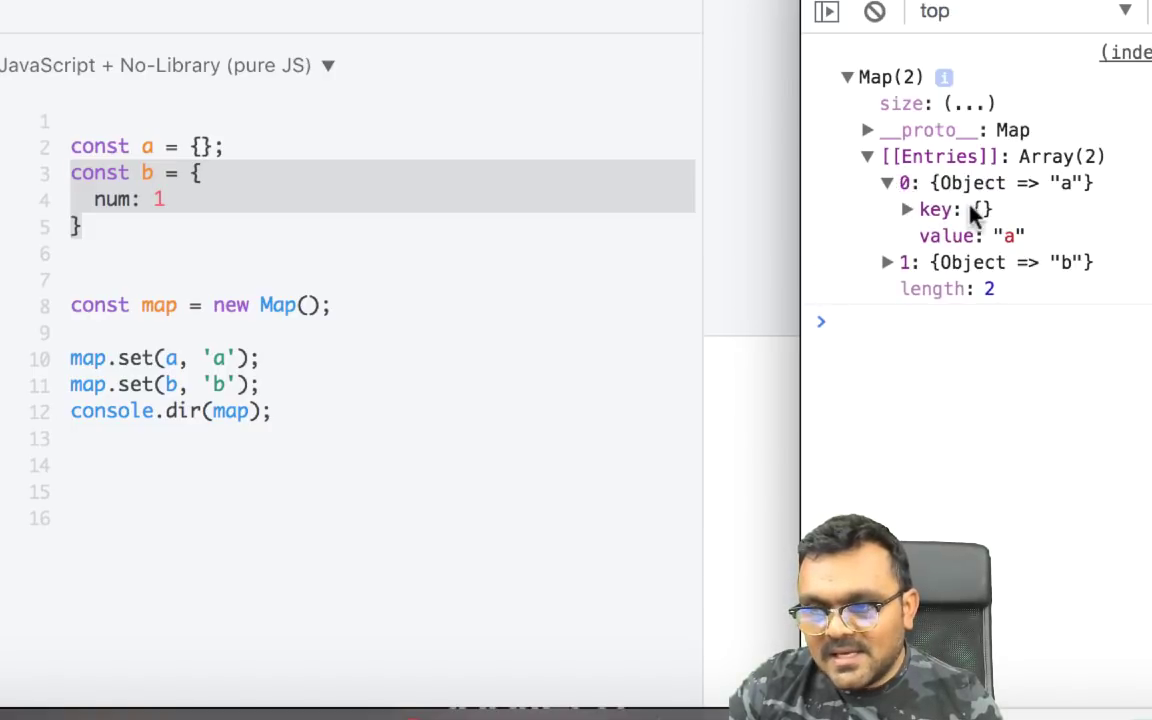 JavaScript + No-Library (pure JS) ▼
1
2 const a = {};
3 const b = {
4 num: 1
5 }
6
7
8 const map = new Map();
9
10 map.set(a, 'a');
11 map.set(b, 'b');
12 console.dir(map);
13
14
15
16
top ▼
(inde
▼ Map(2) i
size: (...)
▶ __proto__: Map
▼ [[Entries]]: Array(2)
▼ 0: {Object => "a"}
▶ key: {}
value: "a"
▶ 1: {Object => "b"}
length: 2
>